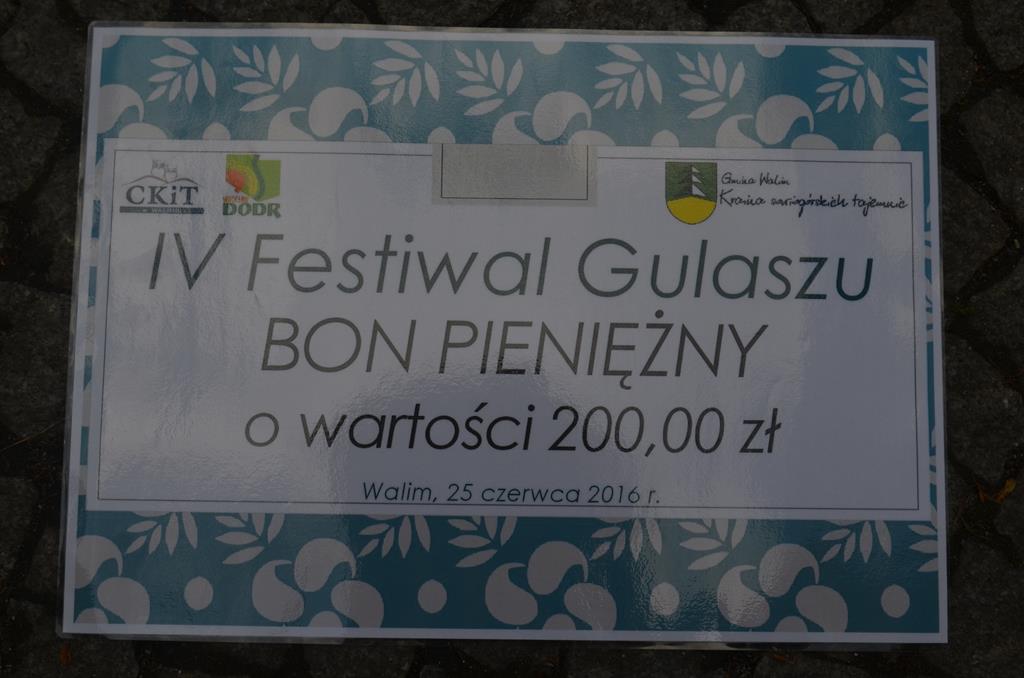 CKiT
DODR
Gmina Walim
Kraina sowiogórskich tajemnic
IV Festiwal Gulaszu
BON PIENIĘŻNY
o wartości 200,00 zł
Walim, 25 czerwca 2016 r.